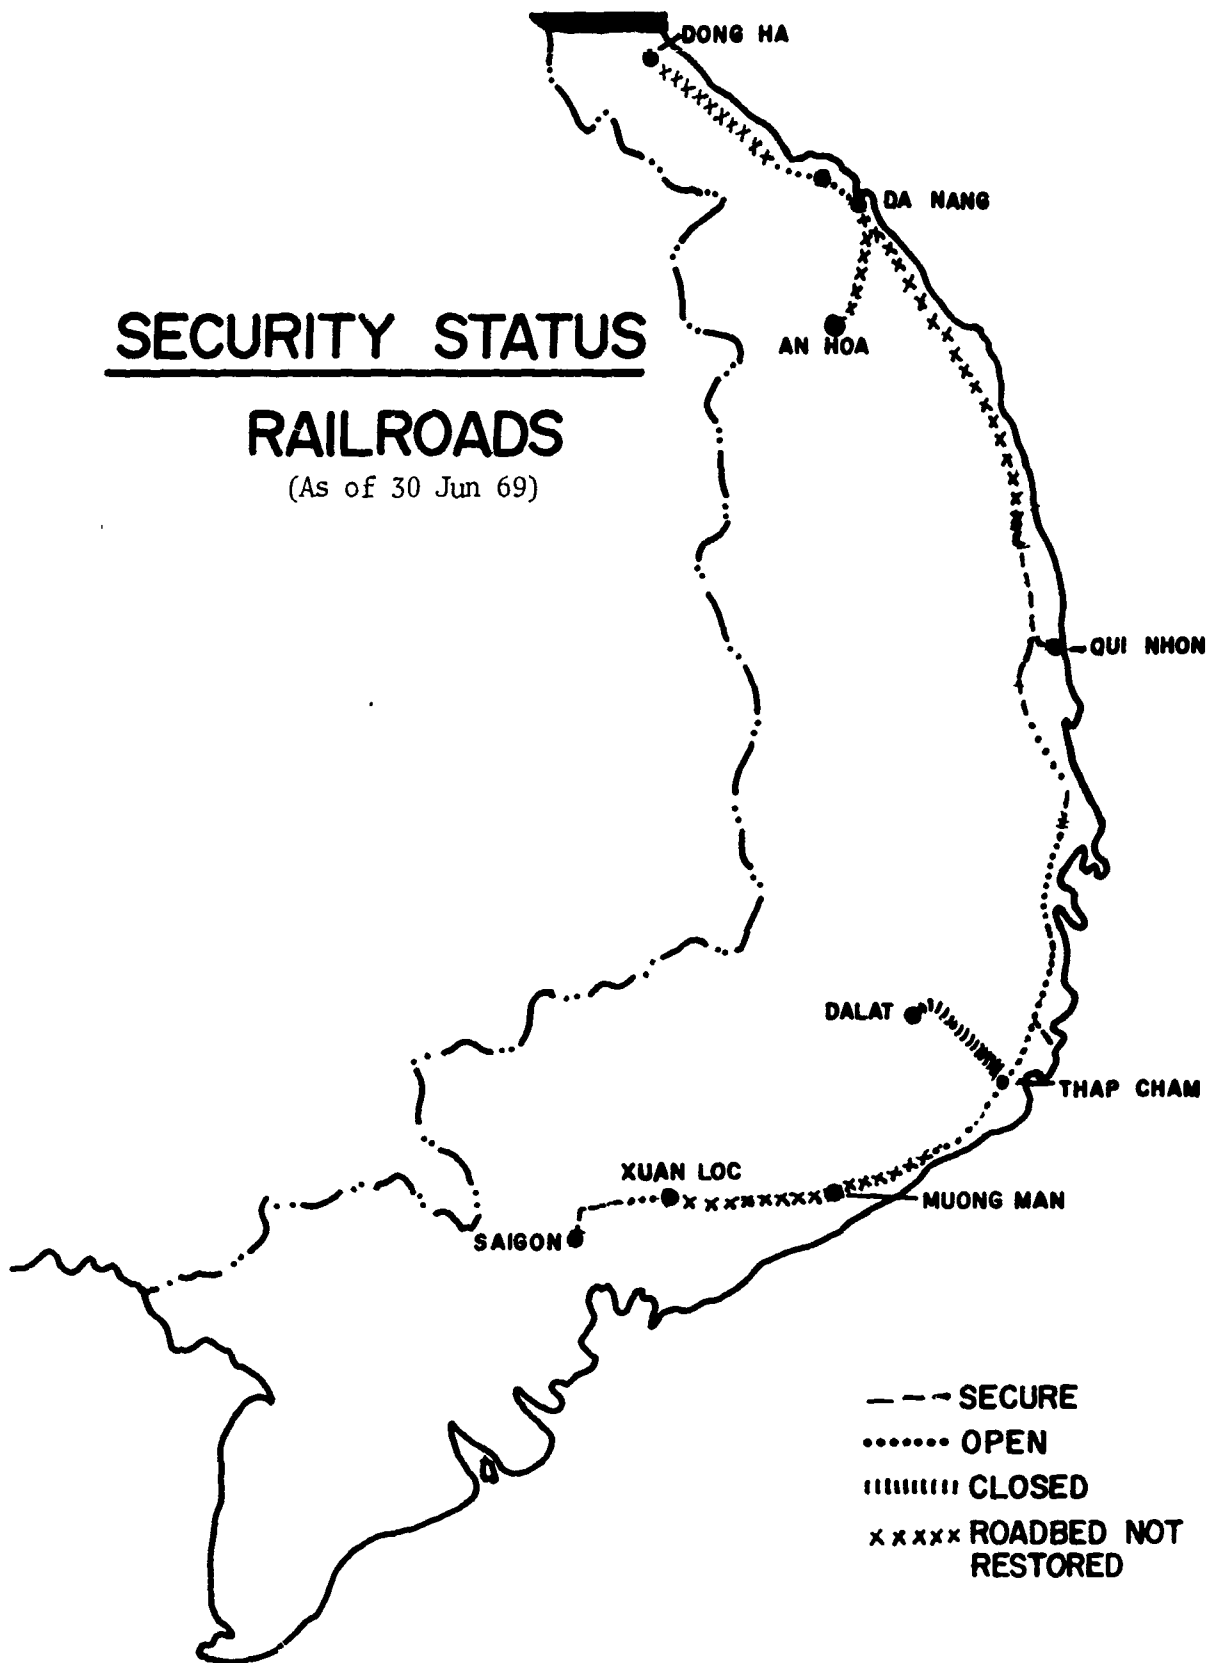 DONG HA
DA NANG
SECURITY STATUS
AN HOA
RAILROADS
(As of 30 Jun 69)
QUI NHON
DALAT
THAP CHAM
XUAN LOC
MUONG MAN
SAIGON
SECURE
OPEN
CLOSED
ROADBED NOT
RESTORED